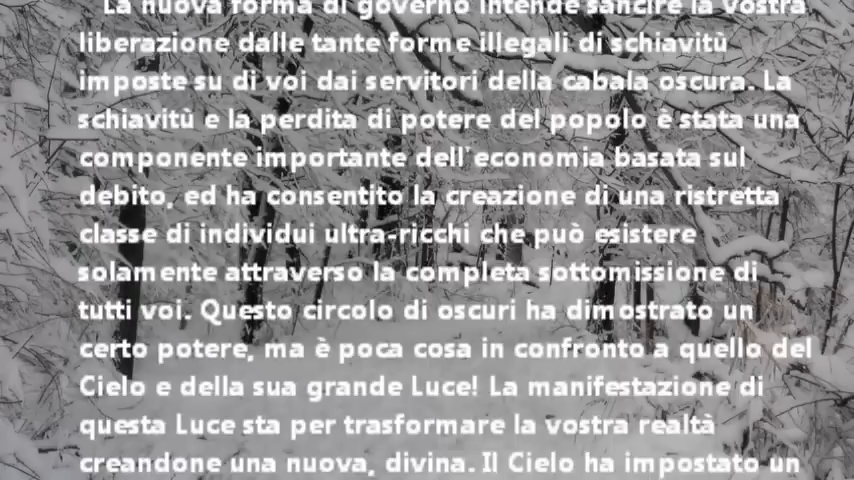 La nuova forma di governo intende sancire la vostra
liberazione dalle tante forme illegali di schiavitù
imposte su di voi dai servitori della cabala oscura. La
schiavitù e la perdita di potere del popolo è stata una
componente importante dell'economia basata sul
debito, ed ha consentito la creazione di una ristretta
classe di individui ultra-ricchi che può esistere
solamente attraverso la completa sottomissione di
tutti voi. Questo circolo di oscuri ha dimostrato un
certo potere, ma è poca cosa in confronto a quello del
Cielo e della sua grande Luce! La manifestazione di
questa Luce sta per trasformare la vostra realtà
creandone una nuova, divina. Il Cielo ha impostato un